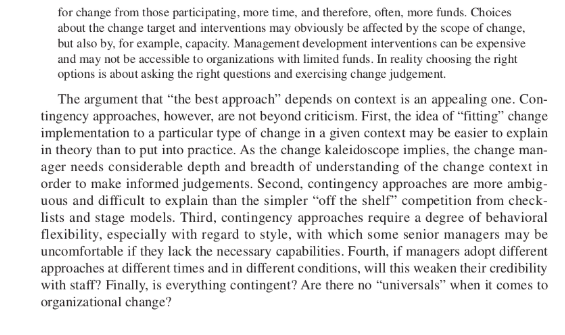 for change from those participating, more time, and therefore, often, more funds. Choices
about the change target and interventions may obviously be affected by the scope of change,
but also by, for example, capacity. Management development interventions can be expensive
and may not be accessible to organizations with limited funds. In reality choosing the right
options is about asking the right questions and exercising change judgement.
The argument that “the best approach” depends on context is an appealing one. Con-
tingency approaches, however, are not beyond criticism. First, the idea of “fitting” change
implementation to a particular type of change in a given context may be easier to explain
in theory than to put into practice. As the change kaleidoscope implies, the change man-
ager needs considerable depth and breadth of understanding of the change context in
order to make informed judgements. Second, contingency approaches are more ambig-
uous and difficult to explain than the simpler “off the shelf” competition from check-
lists and stage models. Third, contingency approaches require a degree of behavioral
flexibility, especially with regard to style, with which some senior managers may be
uncomfortable if they lack the necessary capabilities. Fourth, if managers adopt different
approaches at different times and in different conditions, will this weaken their credibility
with staff? Finally, is everything contingent? Are there no “universals” when it comes to
organizational change?